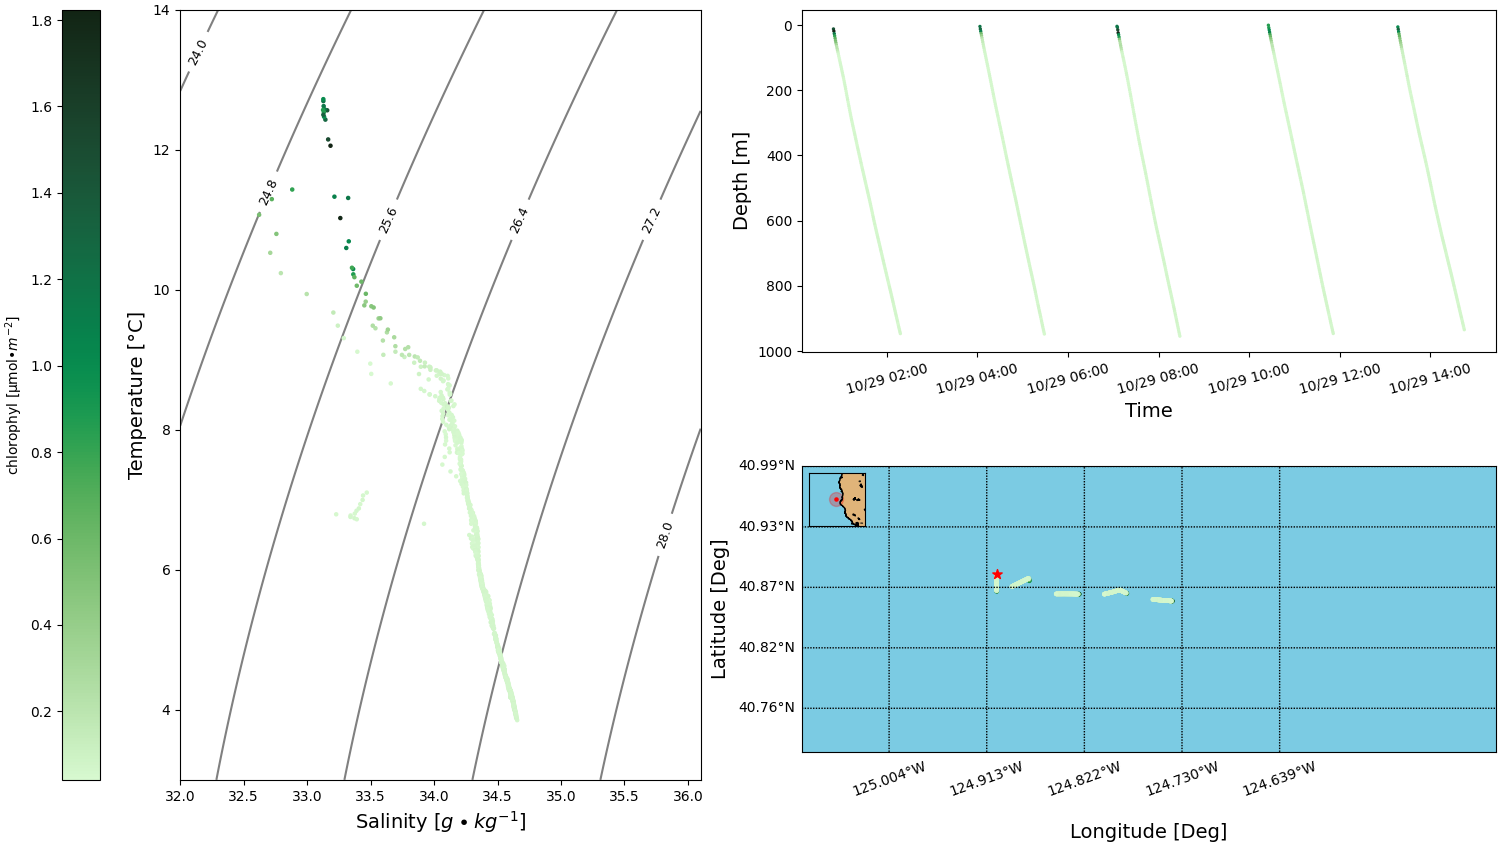 1.8
1.6
1.4
1.2
1.0
0.8
0.6
0.4
0.2
chlorophyl [µmol•m⁻²]
14
12
10
8
6
4
Temperature [°C]
24.0
24.8
25.6
26.4
27.2
28.0
32.0 32.5 33.0 33.5 34.0 34.5 35.0 35.5 36.0
Salinity [g • kg⁻¹]
0
200
400
600
800
1000
Depth [m]
10/29 02:00 10/29 04:00 10/29 06:00 10/29 08:00 10/29 10:00 10/29 12:00 10/29 14:00
Time
40.99°N
40.93°N
40.87°N
40.82°N
40.76°N
Latitude [Deg]
125.004°W 124.913°W 124.822°W 124.730°W 124.639°W
Longitude [Deg]